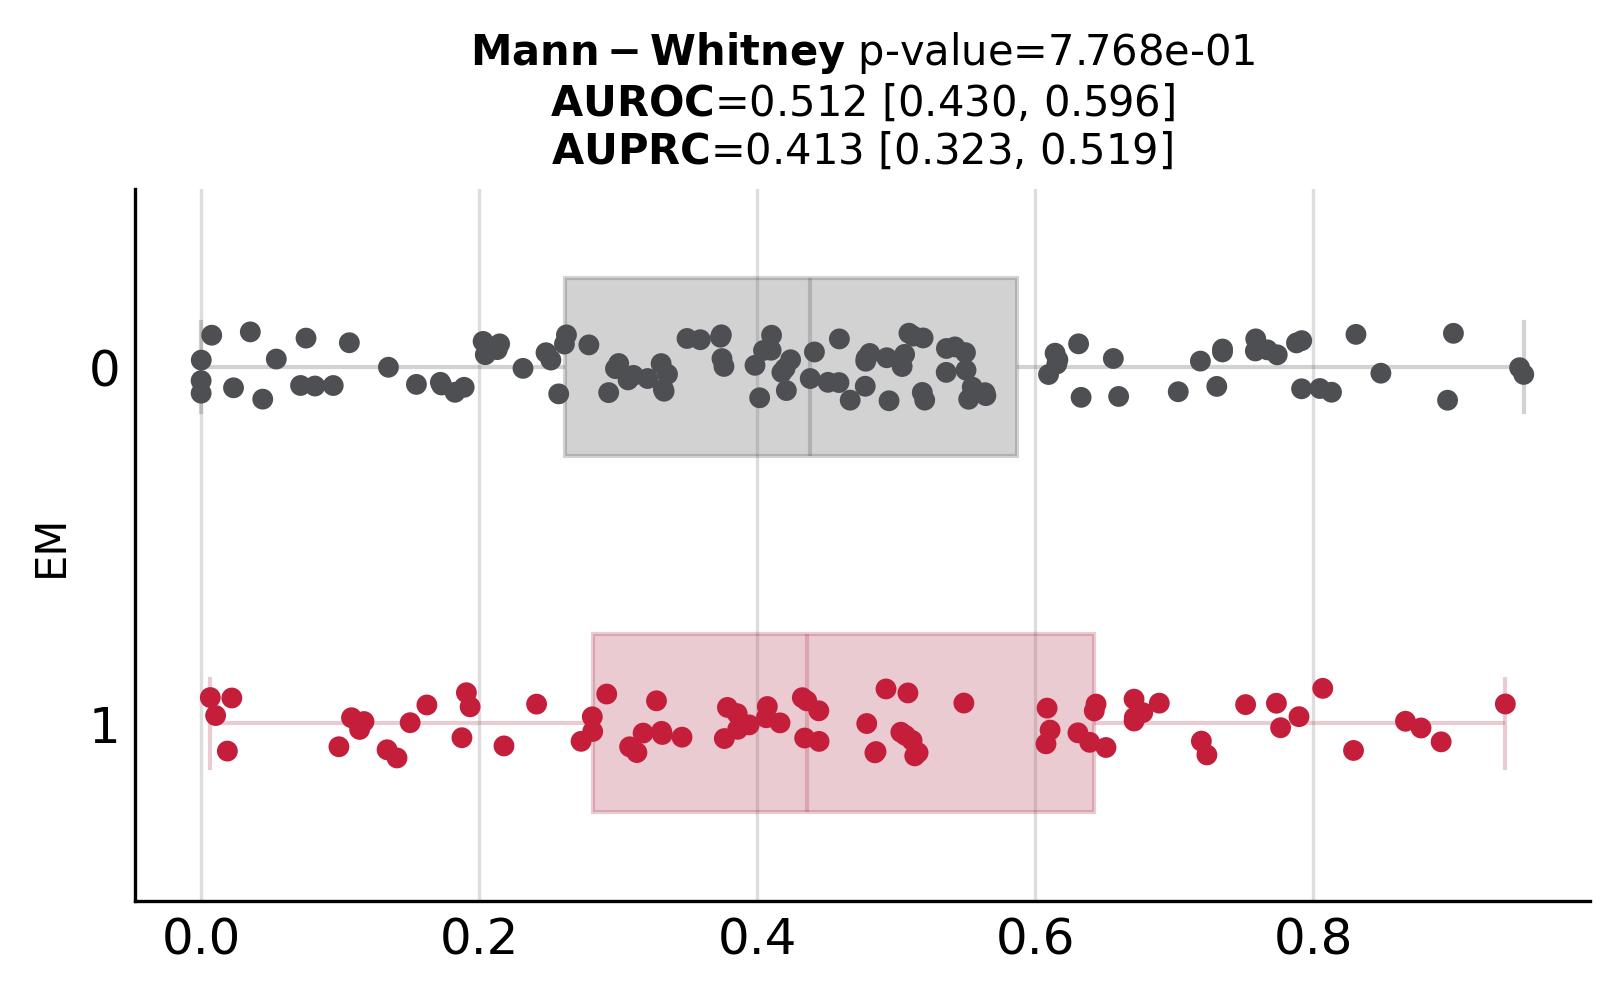 Mann − Whitney p-value=7.768e-01
AUROC=0.512 [0.430, 0.596]
AUPRC=0.413 [0.323, 0.519]
0
EM
1
0.0 0.2 0.4 0.6 0.8